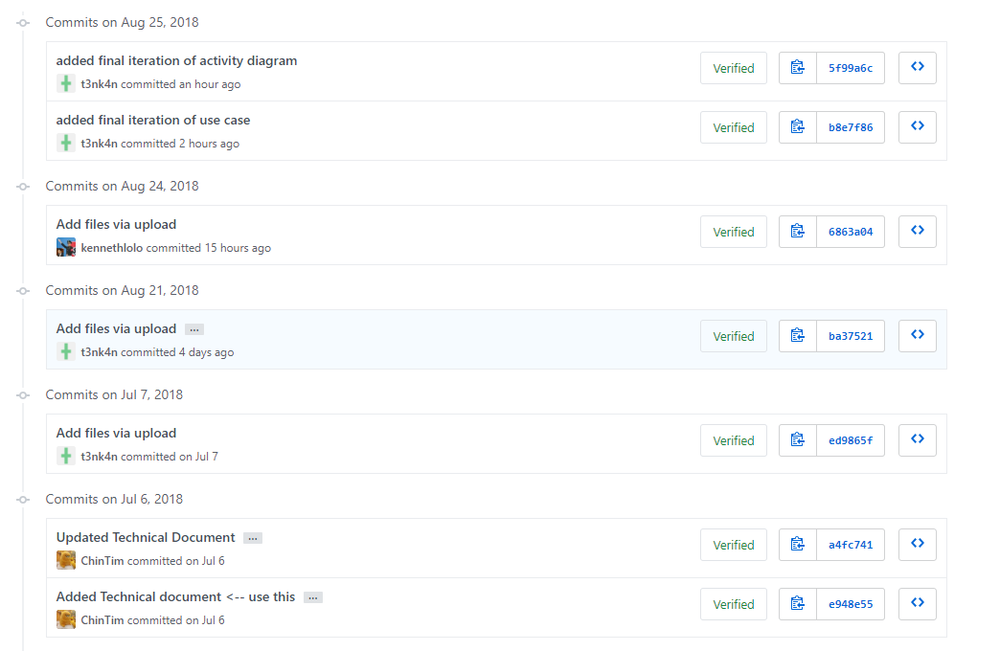 Commits on Aug 25, 2018
added final iteration of activity diagram
t3nk4n committed an hour ago
Verified
5f99a6c
added final iteration of use case
t3nk4n committed 2 hours ago
Verified
b8e7f86
Commits on Aug 24, 2018
Add files via upload
kennethlolo committed 15 hours ago
Verified
6863a04
Commits on Aug 21, 2018
Add files via upload ...
t3nk4n committed 4 days ago
Verified
ba37521
Commits on Jul 7, 2018
Add files via upload
t3nk4n committed on Jul 7
Verified
ed9865f
Commits on Jul 6, 2018
Updated Technical Document ...
ChinTim committed on Jul 6
Verified
a4fc741
Added Technical document <-- use this ...
ChinTim committed on Jul 6
Verified
e948e55